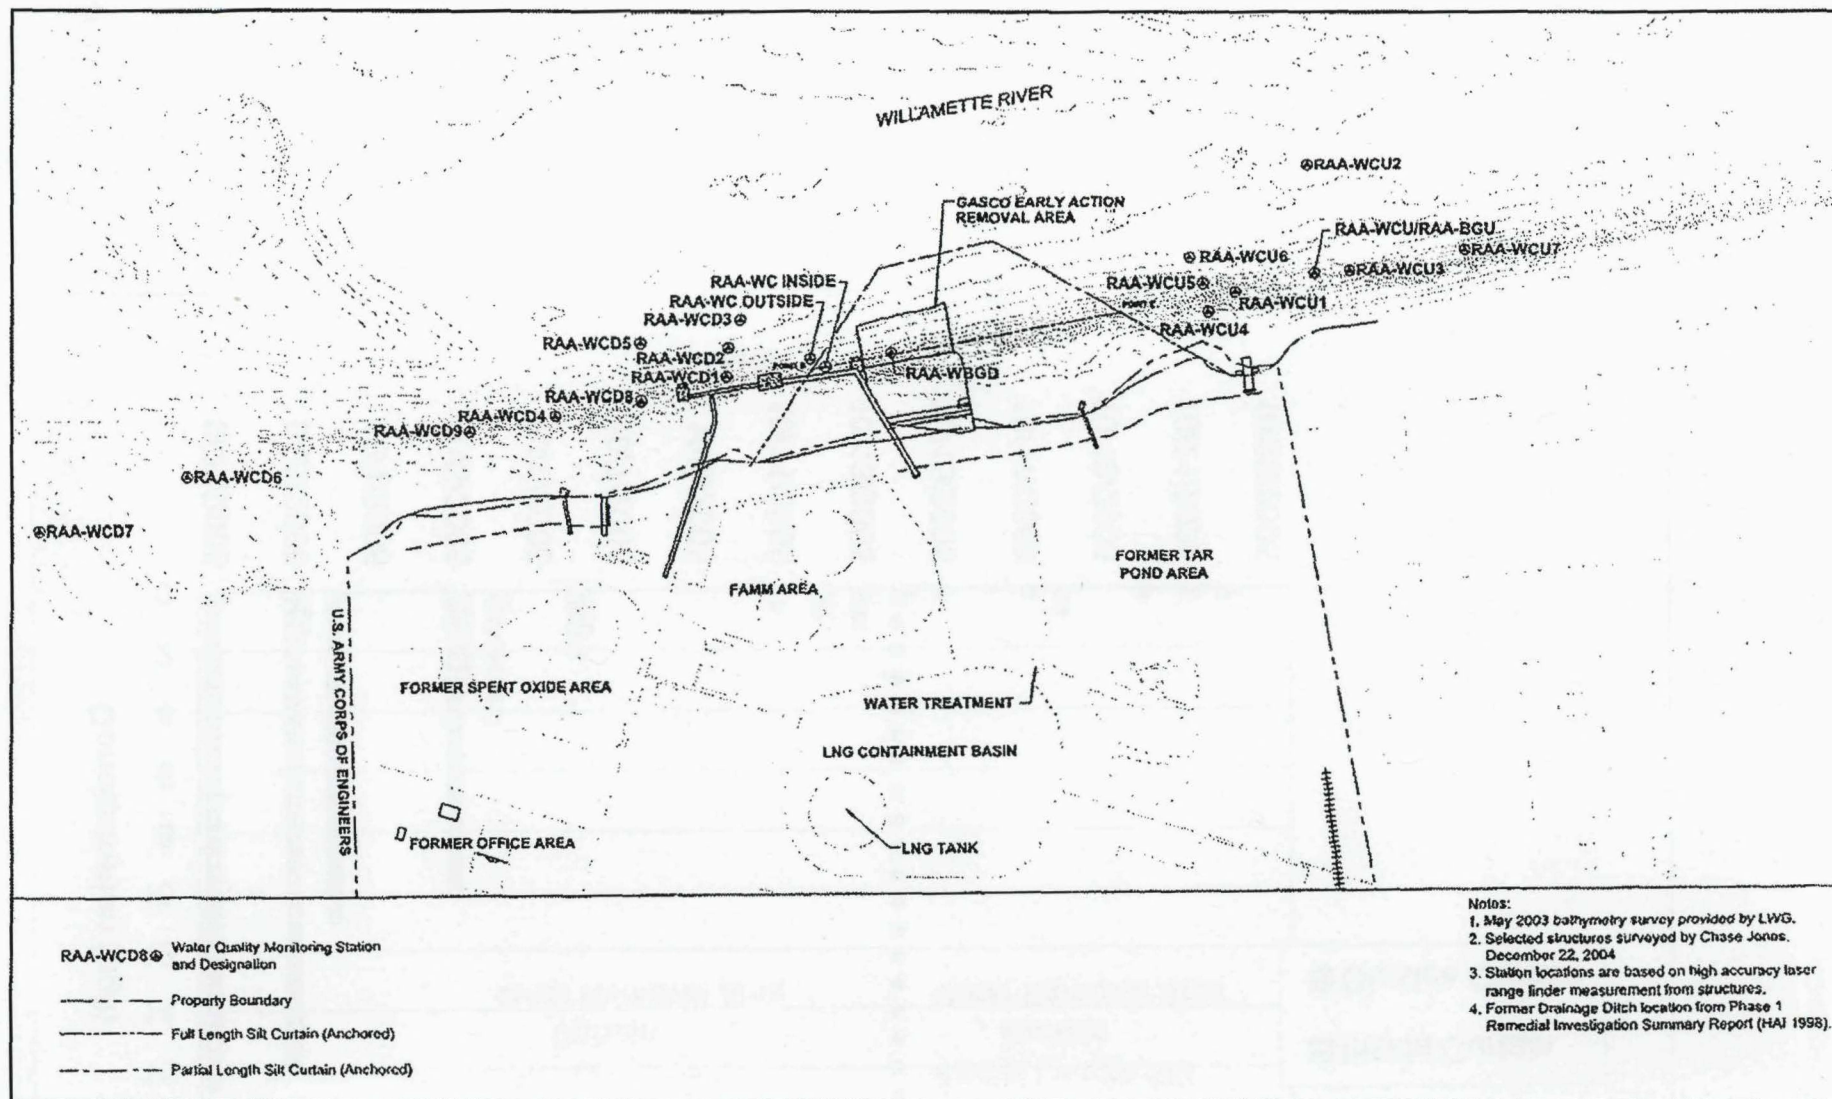 WILLAMETTE RIVER
RAA-WCU2
GASCO EARLY ACTION
REMOVAL AREA
RAA-WCU/RAA-BGU
RAA-WCU6
RAA-WCU7
RAA-WC INSIDE
RAA-WCU5
RAA-WCU3
RAA-WC OUTSIDE
RAA-WCU1
RAA-WCD3
RAA-WCU4
RAA-WCD5
RAA-WCD2
RAA-WBGD
RAA-WCD1
RAA-WCD8
RAA-WCD4
RAA-WCD9
RAA-WCD6
RAA-WCD7
FORMER TAR
POND AREA
FAMM AREA
U.S. ARMY CORPS OF ENGINEERS
FORMER SPENT OXIDE AREA
WATER TREATMENT
LNG CONTAINMENT BASIN
FORMER OFFICE AREA
LNG TANK
RAA-WCD8 Water Quality Monitoring Station
and Designation
Property Boundary
Full Length Silt Curtain (Anchored)
Partial Length Silt Curtain (Anchored)
Notes:
1. May 2003 bathymetry survey provided by LWG.
2. Selected structures surveyed by Chase Jones.
December 22, 2004
3. Station locations are based on high accuracy laser
range finder measurement from structures.
4. Former Drainage Ditch location from Phase 1
Remedial Investigation Summary Report (HAI 1998).